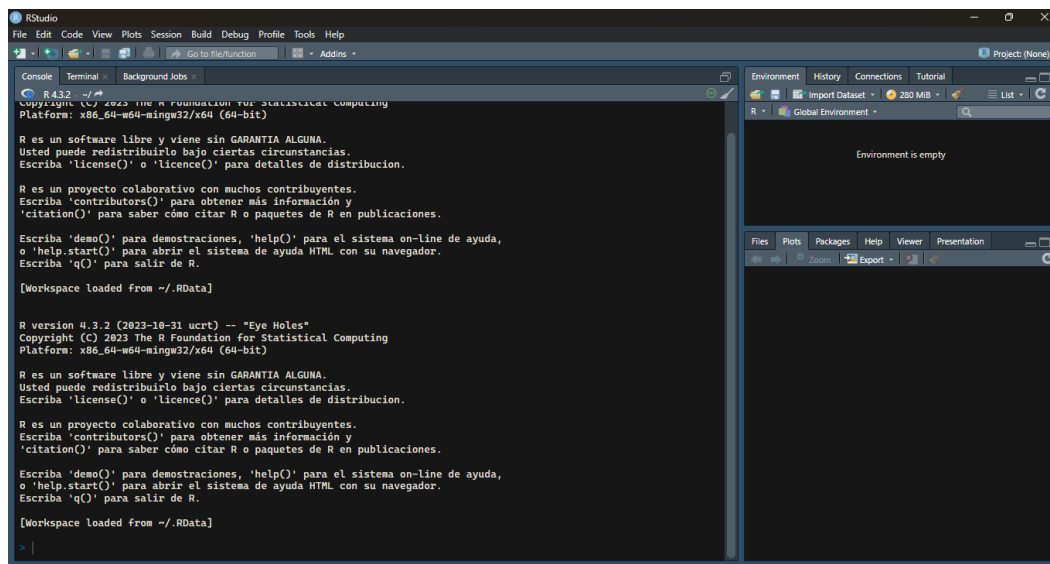 RStudio
File Edit Code View Plots Session Build Debug Profile Tools Help
Go to file/function Addins Project: (None)
Console Terminal Background Jobs
R 4.3.2 · ~/
Copyright (C) 2023 The R Foundation for Statistical Computing
Platform: x86_64-w64-mingw32/x64 (64-bit)
R es un software libre y viene sin GARANTIA ALGUNA.
Usted puede redistribuirlo bajo ciertas circunstancias.
Escriba 'license()' o 'licence()' para detalles de distribucion.
R es un proyecto colaborativo con muchos contribuyentes.
Escriba 'contributors()' para obtener más información y
'citation()' para saber cómo citar R o paquetes de R en publicaciones.
Escriba 'demo()' para demostraciones, 'help()' para el sistema on-line de ayuda,
o 'help.start()' para abrir el sistema de ayuda HTML con su navegador.
Escriba 'q()' para salir de R.
[Workspace loaded from ~/.RData]
R version 4.3.2 (2023-10-31 ucrt) -- "Eye Holes"
Copyright (C) 2023 The R Foundation for Statistical Computing
Platform: x86_64-w64-mingw32/x64 (64-bit)
R es un software libre y viene sin GARANTIA ALGUNA.
Usted puede redistribuirlo bajo ciertas circunstancias.
Escriba 'license()' o 'licence()' para detalles de distribucion.
R es un proyecto colaborativo con muchos contribuyentes.
Escriba 'contributors()' para obtener más información y
'citation()' para saber cómo citar R o paquetes de R en publicaciones.
Escriba 'demo()' para demostraciones, 'help()' para el sistema on-line de ayuda,
o 'help.start()' para abrir el sistema de ayuda HTML con su navegador.
Escriba 'q()' para salir de R.
[Workspace loaded from ~/.RData]
>
Environment History Connections Tutorial
Import Dataset 280 MiB List
R Global Environment
Environment is empty
Files Plots Packages Help Viewer Presentation
Zoom Export